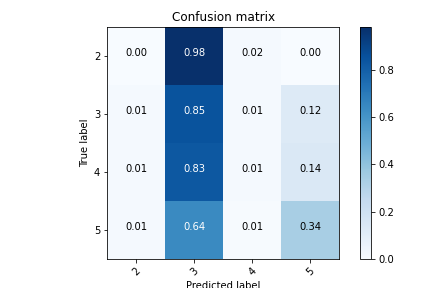 Confusion matrix
2 0.00 0.98 0.02 0.00
3 0.01 0.85 0.01 0.12
4 0.01 0.83 0.01 0.14
5 0.01 0.64 0.01 0.34
True label
2 3 4 5
Predicted label
0.8
0.6
0.4
0.2
0.0